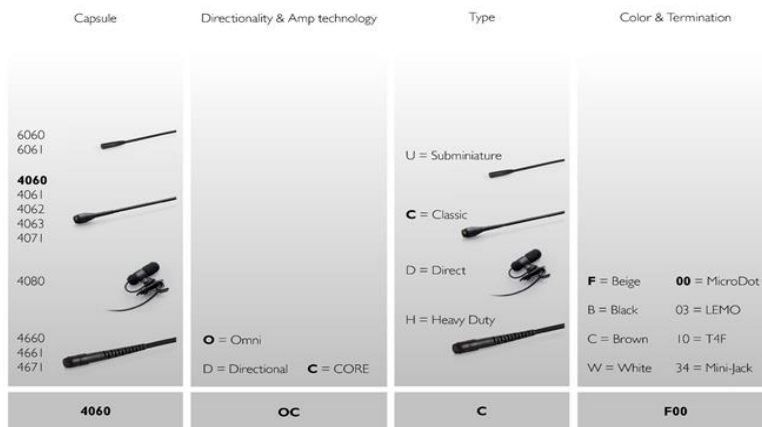 Capsule
Directionality & Amp technology
Type
Color & Termination
6060
6061
4060
4061
4062
4063
4071
4080
4660
4661
4671
O = Omni
D = Directional C = CORE
U = Subminiature
C = Classic
D = Direct
H = Heavy Duty
F = Beige 00 = MicroDot
B = Black 03 = LEMO
C = Brown 10 = T4F
W = White 34 = Mini-Jack
4060
OC
C
F00